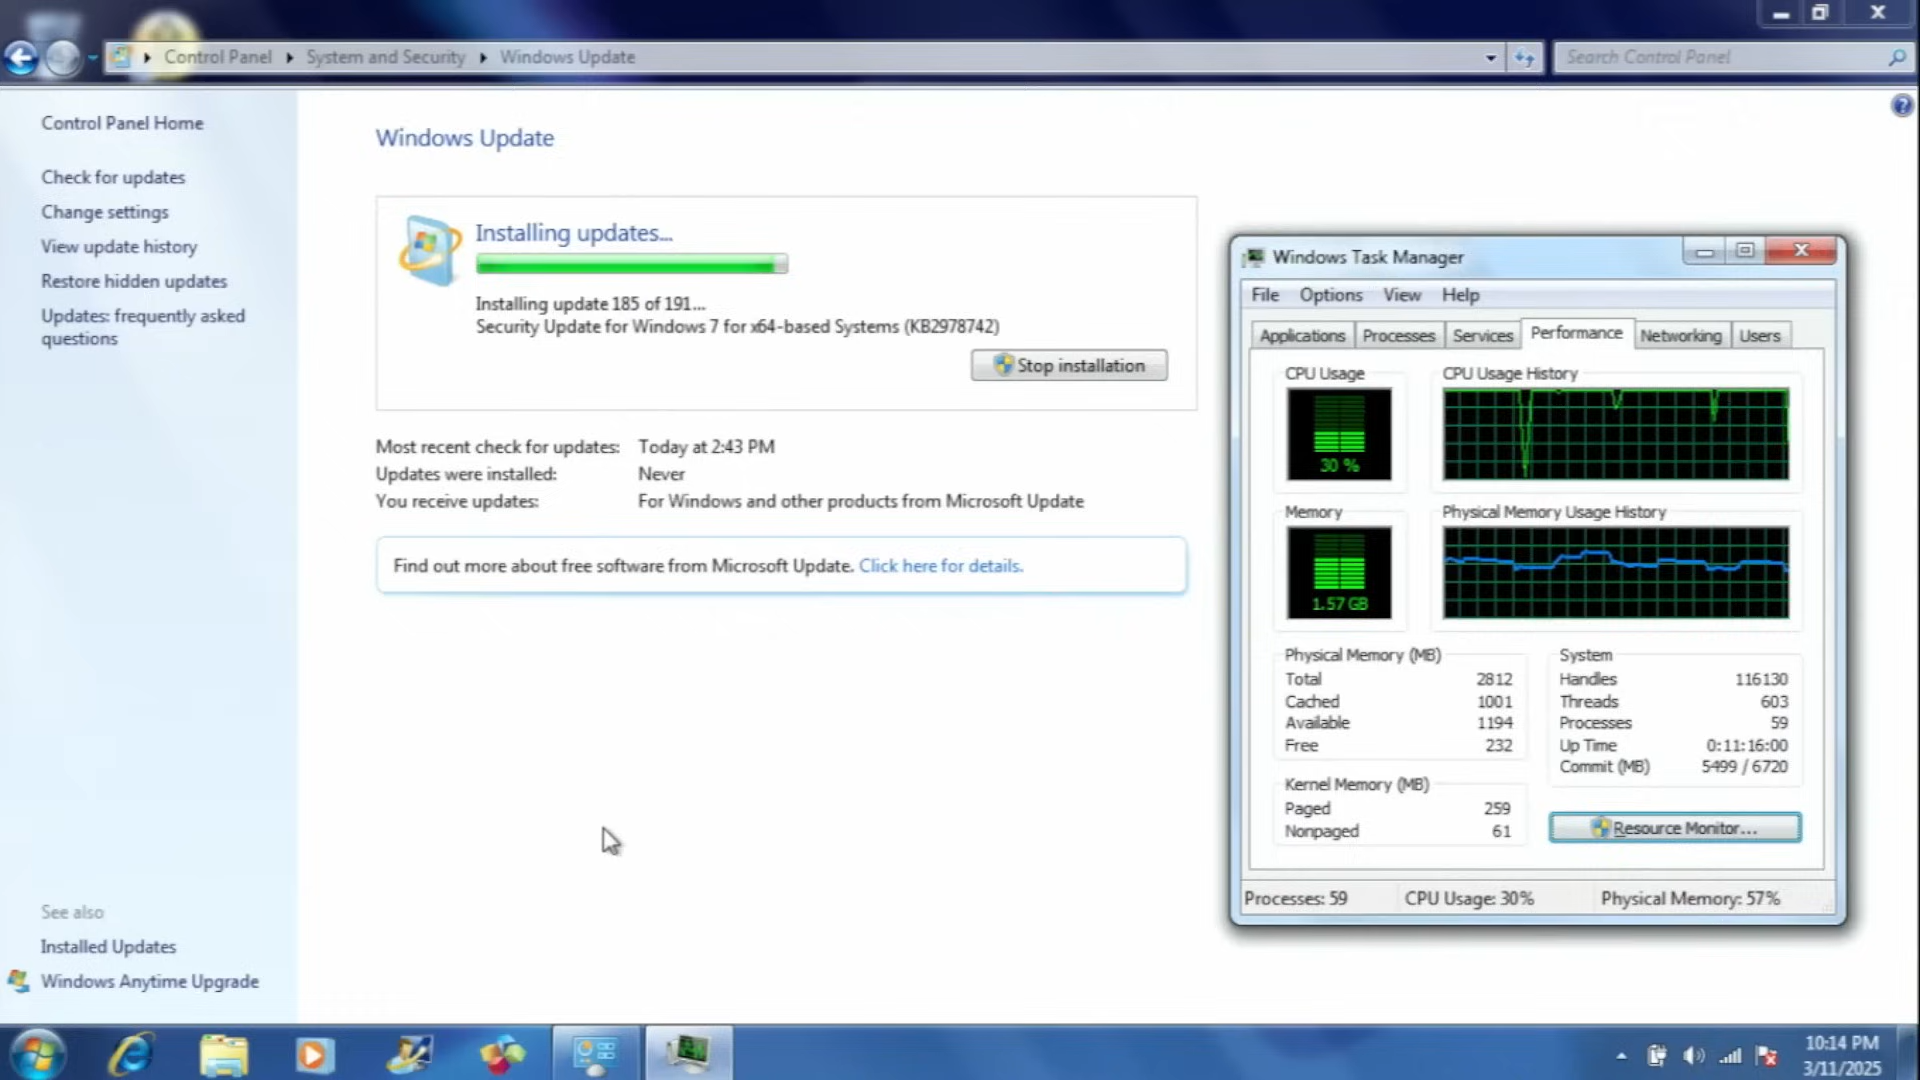 Control Panel
System and Security
Windows Update
Search Control Panel
Control Panel Home
Check for updates
Change settings
View update history
Restore hidden updates
Updates: frequently asked
questions
Windows Update
Installing updates...
Installing update 185 of 191...
Security Update for Windows 7 for x64-based Systems (KB2978742)
Stop installation
Most recent check for updates: Today at 2:43 PM
Updates were installed: Never
You receive updates: For Windows and other products from Microsoft Update
Find out more about free software from Microsoft Update. Click here for details.
See also
Installed Updates
Windows Anytime Upgrade
Windows Task Manager
File Options View Help
Applications Processes Services Performance Networking Users
CPU Usage CPU Usage History
30 %
Memory Physical Memory Usage History
1.57 GB
Physical Memory (MB)
Total 2812
Cached 1001
Available 1194
Free 232
Kernel Memory (MB)
Paged 259
Nonpaged 61
System
Handles 116130
Threads 603
Processes 59
Up Time 0:11:16:00
Commit (MB) 5499 / 6720
Resource Monitor...
Processes: 59 CPU Usage: 30% Physical Memory: 57%
10:14 PM
3/11/2025